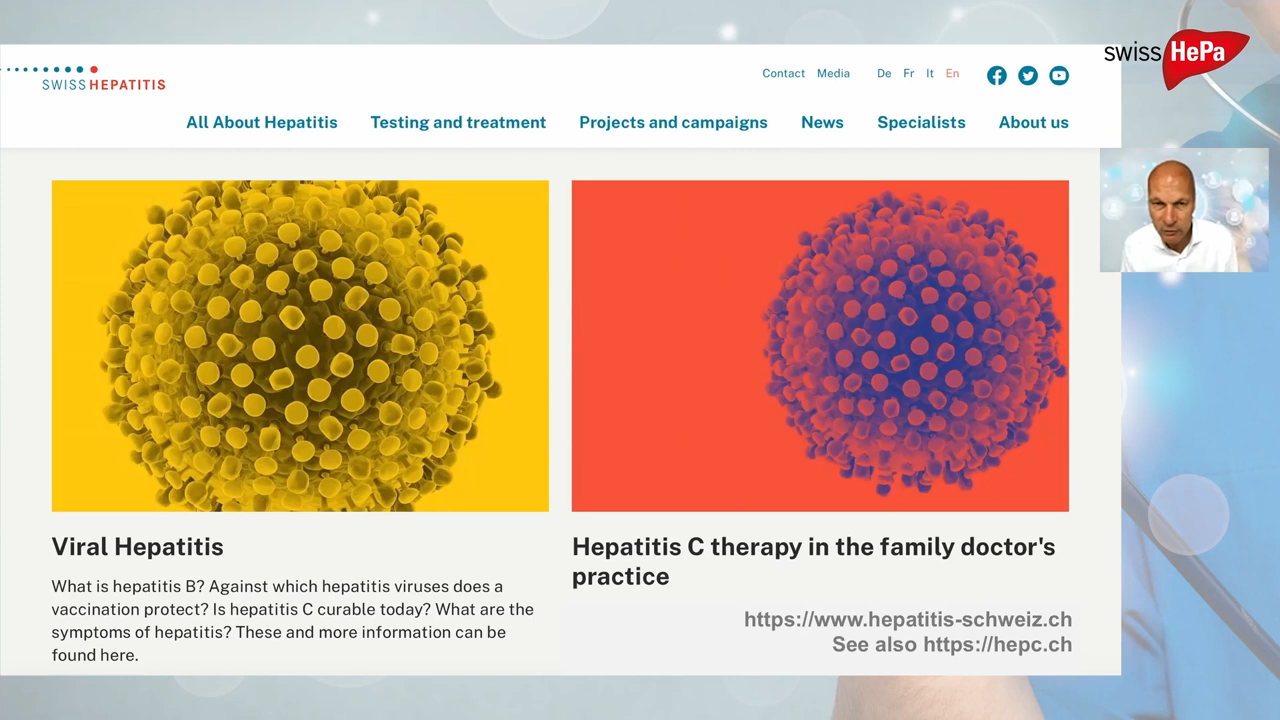 swiss HePa
SWISS HEPATITIS
Contact Media De Fr It En
All About Hepatitis Testing and treatment Projects and campaigns News Specialists About us
Viral Hepatitis
What is hepatitis B? Against which hepatitis viruses does a
vaccination protect? Is hepatitis C curable today? What are the
symptoms of hepatitis? These and more information can be
found here.
Hepatitis C therapy in the family doctor's
practice
https://www.hepatitis-schweiz.ch
See also https://hepc.ch